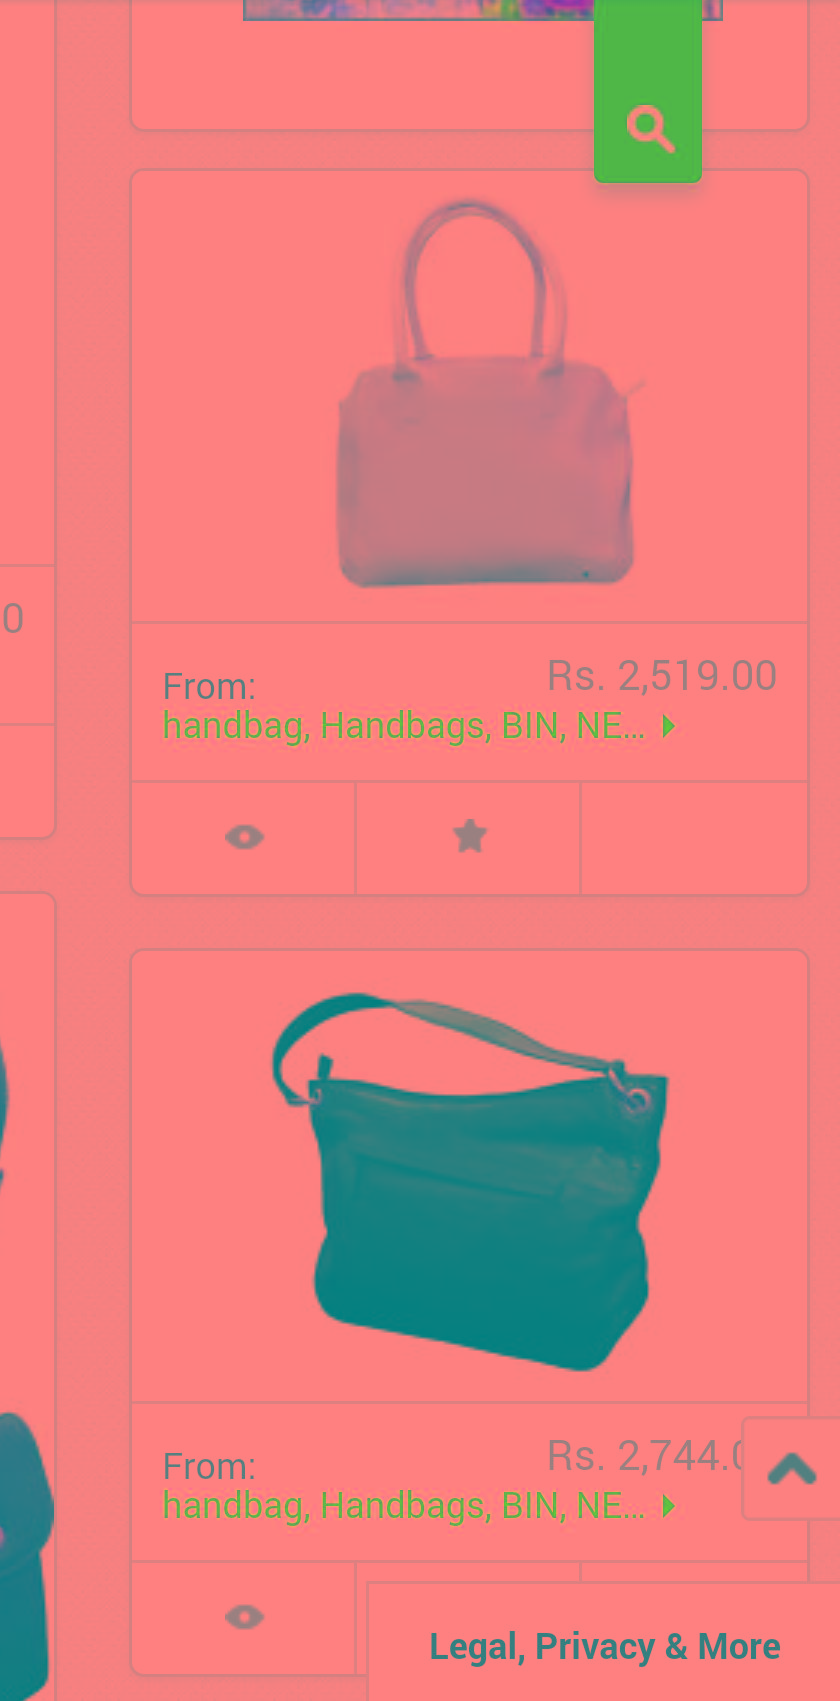 0
Rs. 2,519.00
From:
handbag, Handbags, BIN, NE...
Rs. 2,744.0
From:
handbag, Handbags, BIN, NE...
Legal, Privacy & More